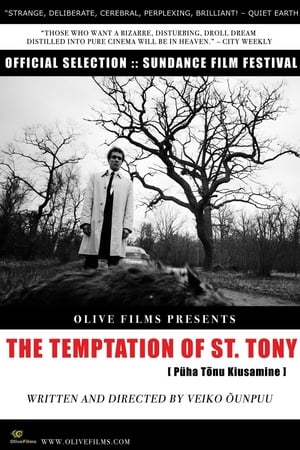 "STRANGE, DELIBERATE, CEREBRAL, PERPLEXING, BRILLIANT! – QUIET EARTH
"THOSE WHO WANT A BIZARRE, DISTURBING, DROLL DREAM
DISTILLED INTO PURE CINEMA WILL BE IN HEAVEN." – CITY WEEKLY
OFFICIAL SELECTION :: SUNDANCE FILM FESTIVAL
OLIVE FILMS PRESENTS
THE TEMPTATION OF ST. TONY
[ Püha Tõnu Kiusamine ]
WRITTEN AND DIRECTED BY VEIKO ÕUNPUU
OliveFilms
WWW.OLIVEFILMS.COM